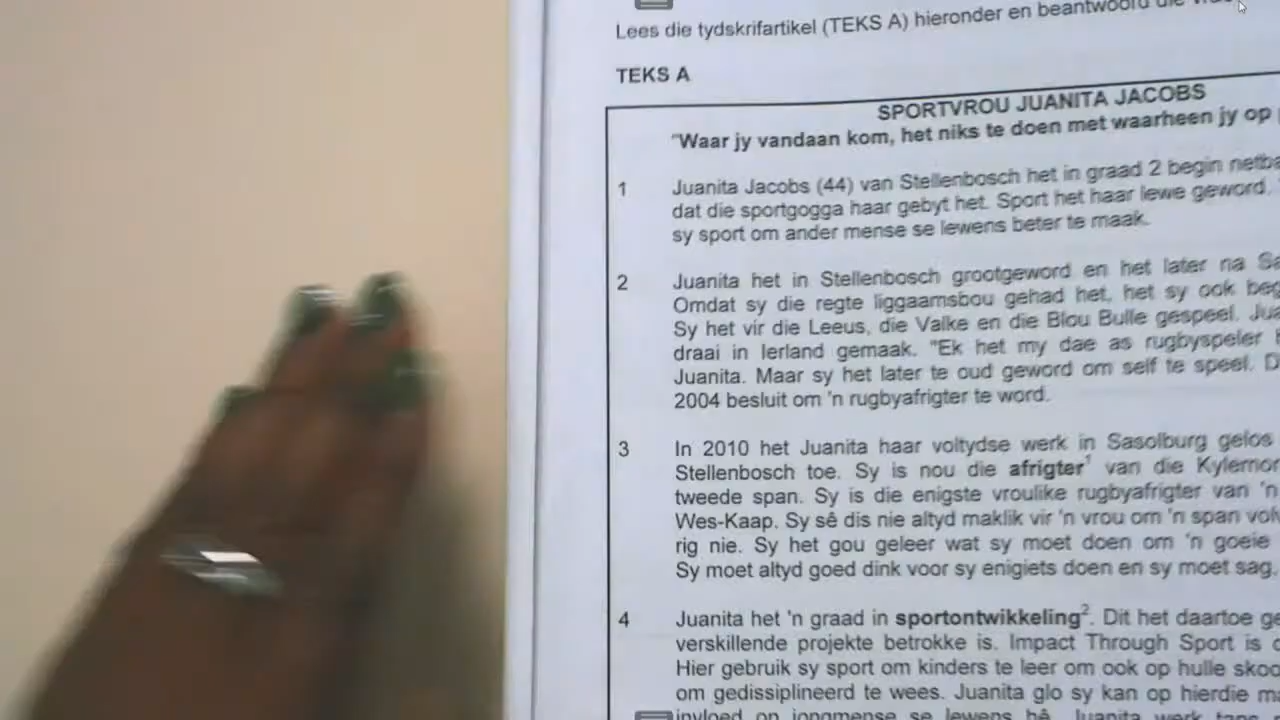 Lees die tydskrifartikel (TEKS A) hieronder en beantwoord die
TEKS A
SPORTVROU JUANITA JACOBS
"Waar jy vandaan kom, het niks te doen met waarheen jy op
1 Juanita Jacobs (44) van Stellenbosch het in graad 2 begin
dat die sportgogga haar gebyt het. Sport het haar lewe geword.
sy sport om ander mense se lewens beter te maak.
2 Juanita het in Stellenbosch grootgeword en het later na
Omdat sy die regte liggaamsbou gehad het, het sy ook
Sy het vir die Leeus, die Valke en die Blou Bulle gespeel.
draai in Ierland gemaak. "Ek het my dae as rugbyspeler
Juanita. Maar sy het later te oud geword om self te speel.
2004 besluit om 'n rugbyafrigter te word.
3 In 2010 het Juanita haar voltydse werk in Sasolburg gelos
Stellenbosch toe. Sy is nou die afrigter¹ van die
tweede span. Sy is die enigste vroulike rugbyafrigter van 'n
Wes-Kaap. Sy sê dis nie altyd maklik vir 'n vrou om 'n span
rig nie. Sy het gou geleer wat sy moet doen om 'n goeie
Sy moet altyd goed dink voor sy enigiets doen en sy moet sag,
4 Juanita het 'n graad in sportontwikkeling². Dit het daartoe
verskillende projekte betrokke is. Impact Through Sport is
Hier gebruik sy sport om kinders te leer om ook op hulle
om gedissiplineerd te wees. Juanita glo sy kan op hierdie
invloed op jongmense se lewens hê. Juanita werk